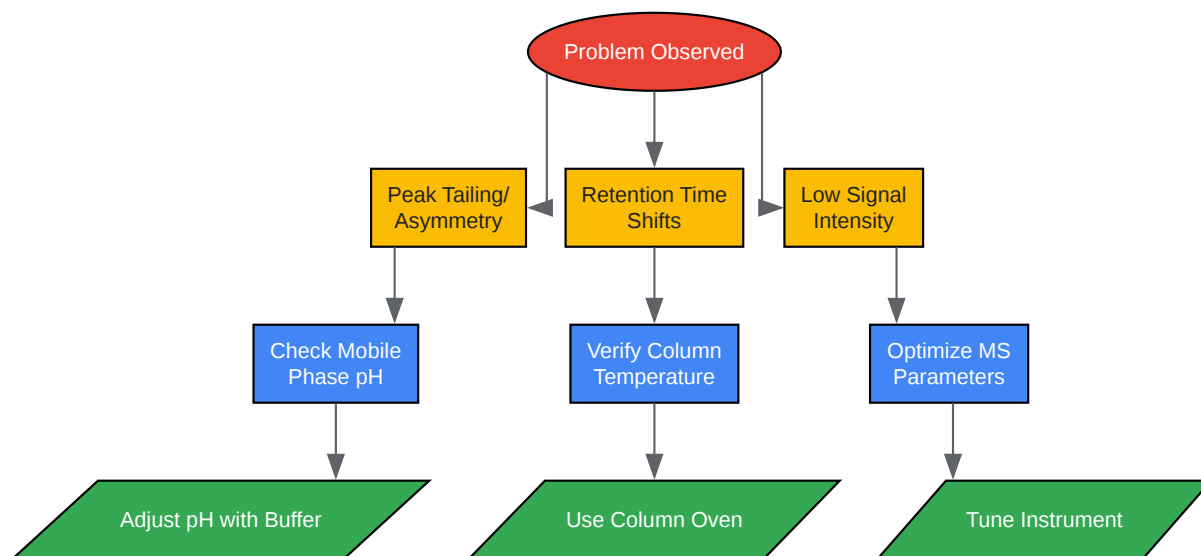 Problem Observed
Peak Tailing/
Asymmetry
Retention Time
Shifts
Low Signal
Intensity
Check Mobile
Phase pH
Verify Column
Temperature
Optimize MS
Parameters
Adjust pH with Buffer
Use Column Oven
Tune Instrument